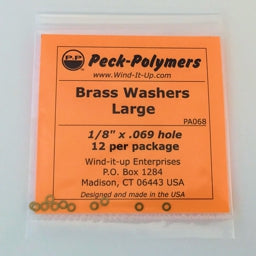 P.P
Peck-Polymers
www.Wind-It-Up.com
Brass Washers
Large
PA068
1/8" x .069 hole
12 per package
Wind-it-up Enterprises
P.O. Box 1284
Madison, CT 06443 USA
Designed and made in the USA